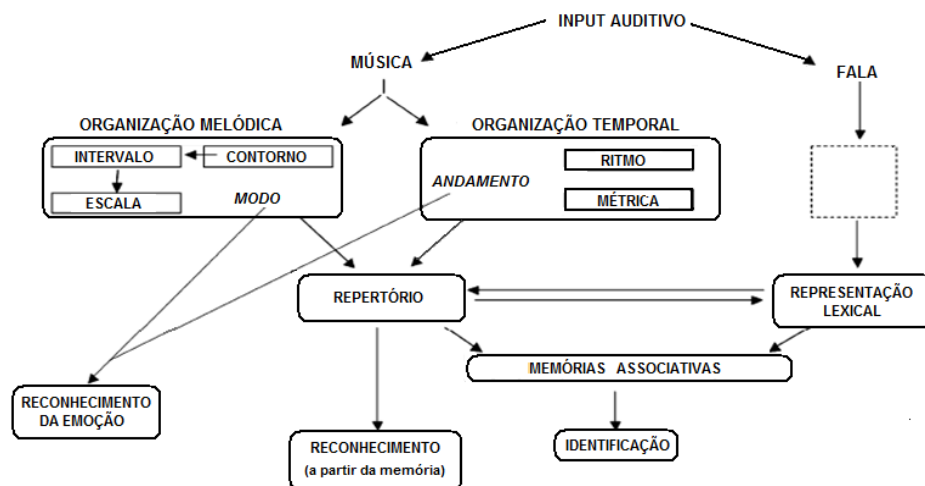 INPUT AUDITIVO
MÚSICA
FALA
ORGANIZAÇÃO MELÓDICA
ORGANIZAÇÃO TEMPORAL
INTERVALO
CONTORNO
ESCALA
MODO
ANDAMENTO
RITMO
MÉTRICA
REPERTÓRIO
REPRESENTAÇÃO
LEXICAL
MEMÓRIAS ASSOCIATIVAS
RECONHECIMENTO
DA EMOÇÃO
RECONHECIMENTO
(a partir da memória)
IDENTIFICAÇÃO